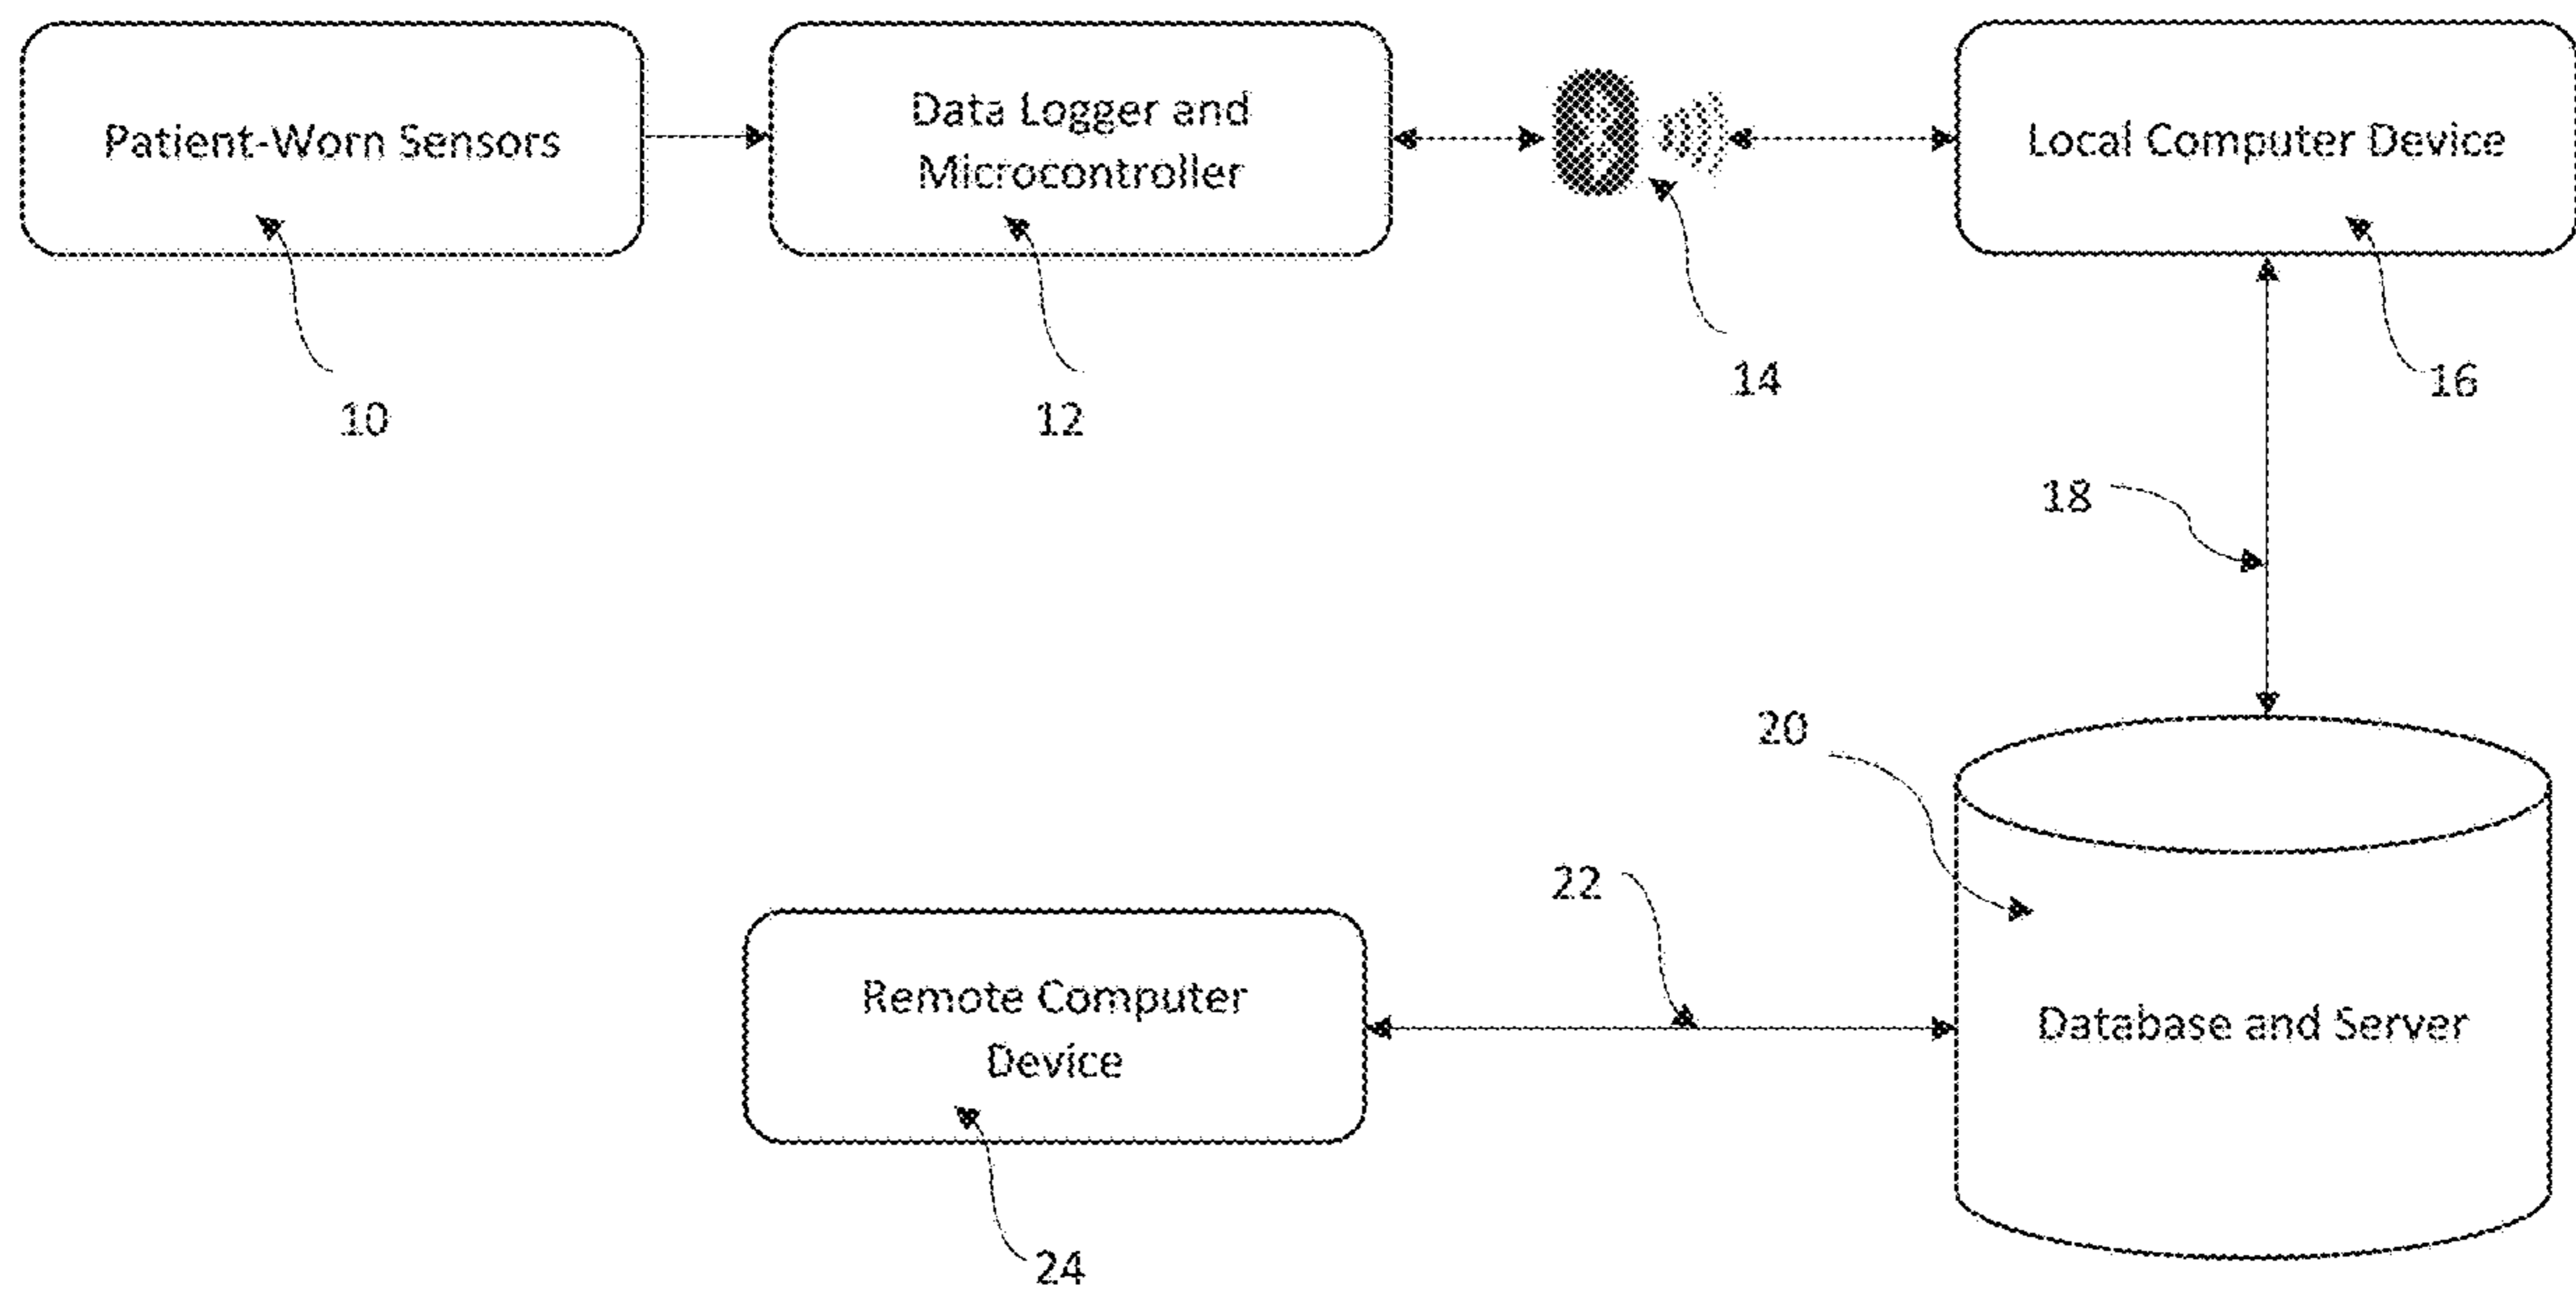 Patient-Worn Sensors
Data Logger and
Microcontroller
Local Computer Device
10
12
14
16
18
20
22
Remote Computer
Device
Database and Server
24